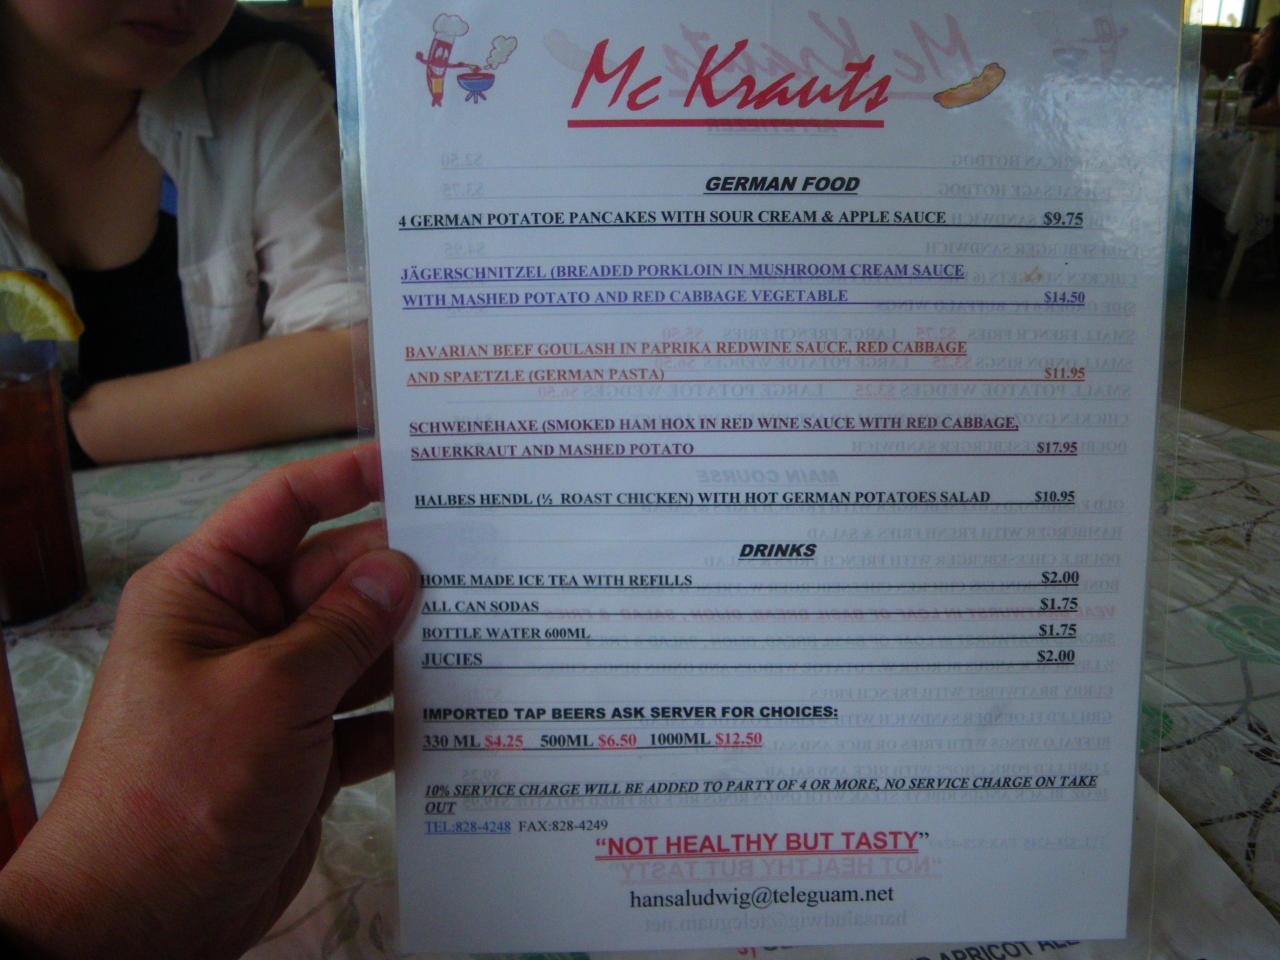 Mc Krauts
GERMAN FOOD
4 GERMAN POTATOE PANCAKES WITH SOUR CREAM & APPLE SAUCE $9.75
JÄGERSCHNITZEL (BREADED PORKLOIN IN MUSHROOM CREAM SAUCE
WITH MASHED POTATO AND RED CABBAGE VEGETABLE $14.50
BAVARIAN BEEF GOULASH IN PAPRIKA REDWINE SAUCE, RED CABBAGE
AND SPAETZLE (GERMAN PASTA) $11.95
SCHWEINEHAXE (SMOKED HAM HOX IN RED WINE SAUCE WITH RED CABBAGE,
SAUERKRAUT AND MASHED POTATO $17.95
HALBES HENDL (½ ROAST CHICKEN) WITH HOT GERMAN POTATOES SALAD $10.95
DRINKS
HOME MADE ICE TEA WITH REFILLS $2.00
ALL CAN SODAS $1.75
BOTTLE WATER 600ML $1.75
JUCIES $2.00
IMPORTED TAP BEERS ASK SERVER FOR CHOICES:
330 ML $4.25 500ML $6.50 1000ML $12.50
10% SERVICE CHARGE WILL BE ADDED TO PARTY OF 4 OR MORE, NO SERVICE CHARGE ON TAKE
OUT
TEL:828-4248 FAX:828-4249
"NOT HEALTHY BUT TASTY"
hansaludwig@teleguam.net
APRICOT ALE